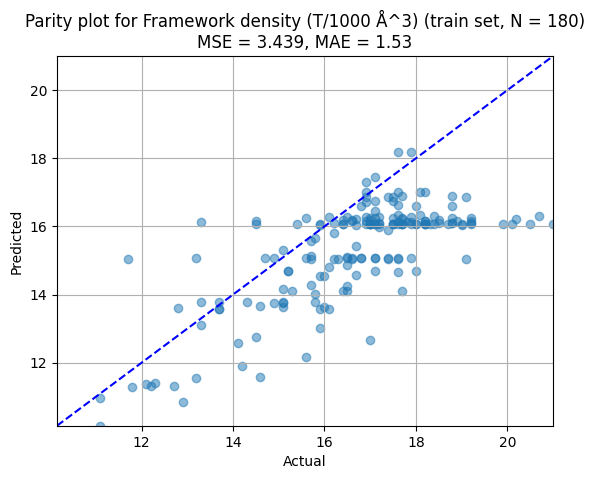 Parity plot for Framework density (T/1000 Å^3) (train set, N = 180)
MSE = 3.439, MAE = 1.53
20
18
16
14
12
Predicted
12 14 16 18 20
Actual